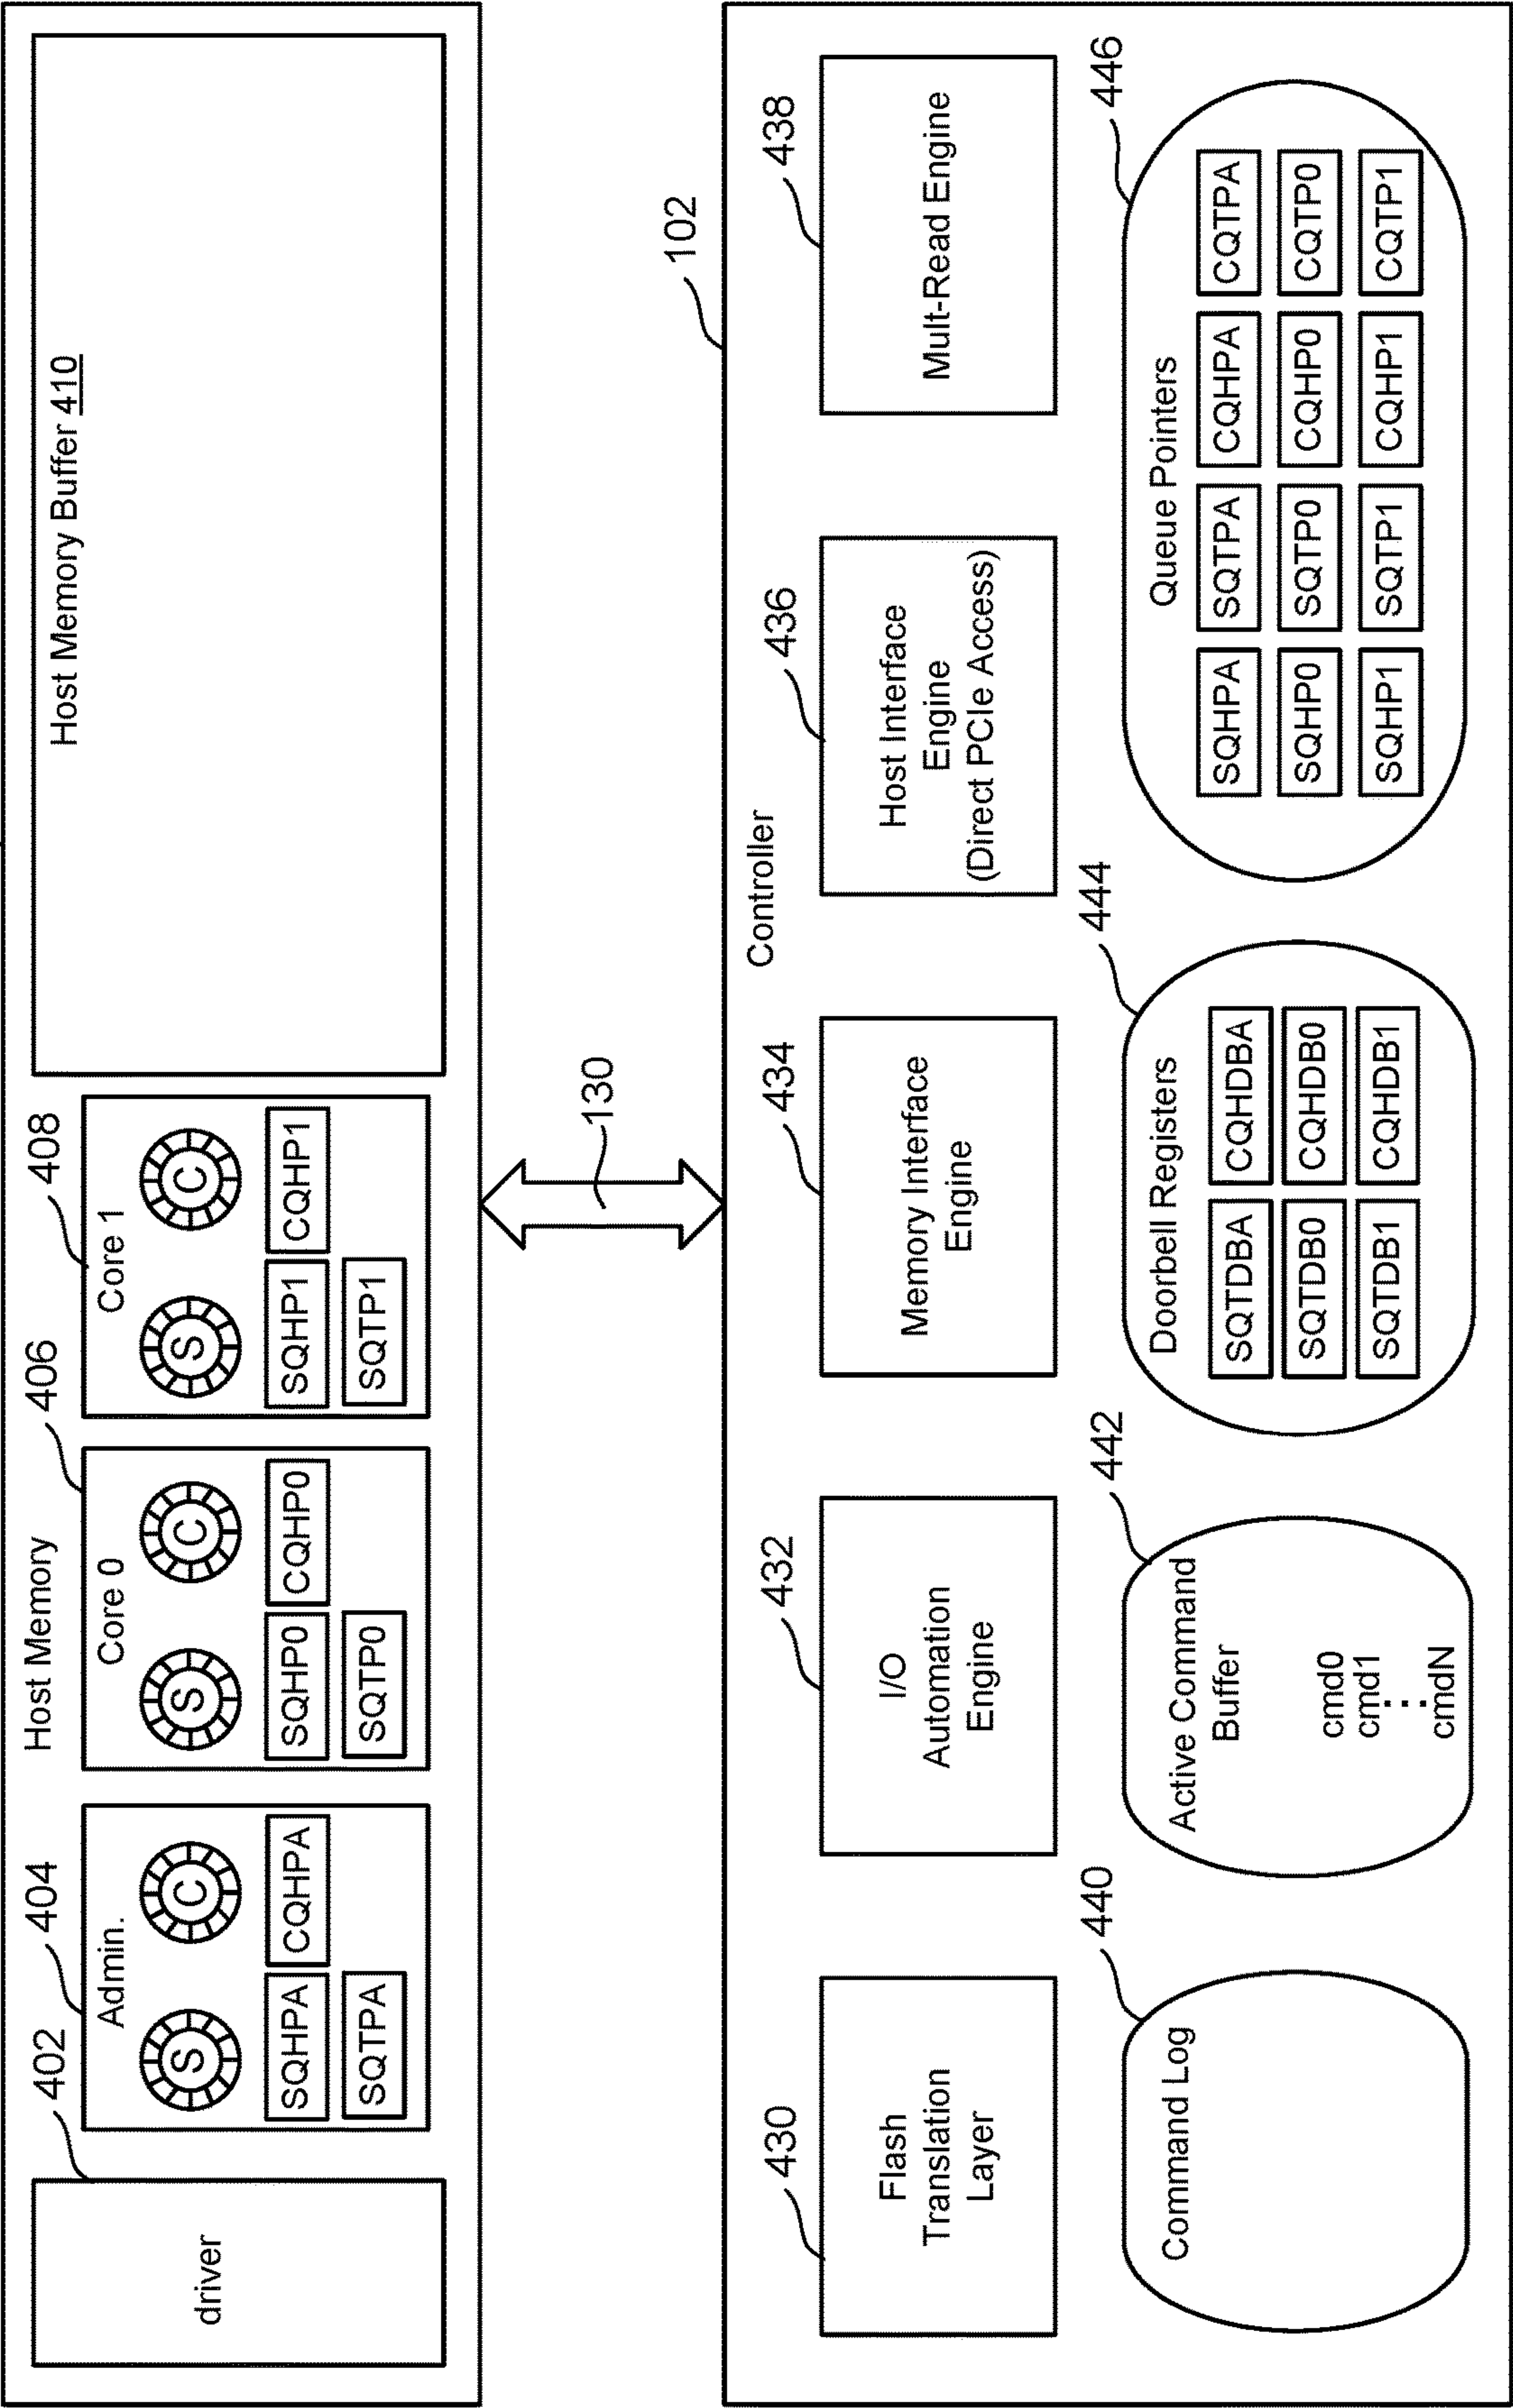 Host Memory
402
driver
404
Admin.
S
C
SQHPA
CQHPA
SQTPA
406
Core 0
S
C
SQHP0
CQHP0
SQTP0
408
Core 1
S
C
SQHP1
CQHP1
SQTP1
Host Memory Buffer 410
130
102
Controller
430
Flash
Translation
Layer
432
I/O
Automation
Engine
434
Memory Interface
Engine
436
Host Interface
Engine
(Direct PCIe Access)
438
Mult-Read Engine
440
Command Log
442
Active Command
Buffer
cmd0
cmd1
cmdN
444
Doorbell Registers
SQTDBA CQHDBA
SQTDB0 CQHDB0
SQTDB1 CQHDB1
446
Queue Pointers
SQHPA SQTPA CQHPA CQTPA
SQHP0 SQTP0 CQHP0 CQTP0
SQHP1 SQTP1 CQHP1 CQTP1